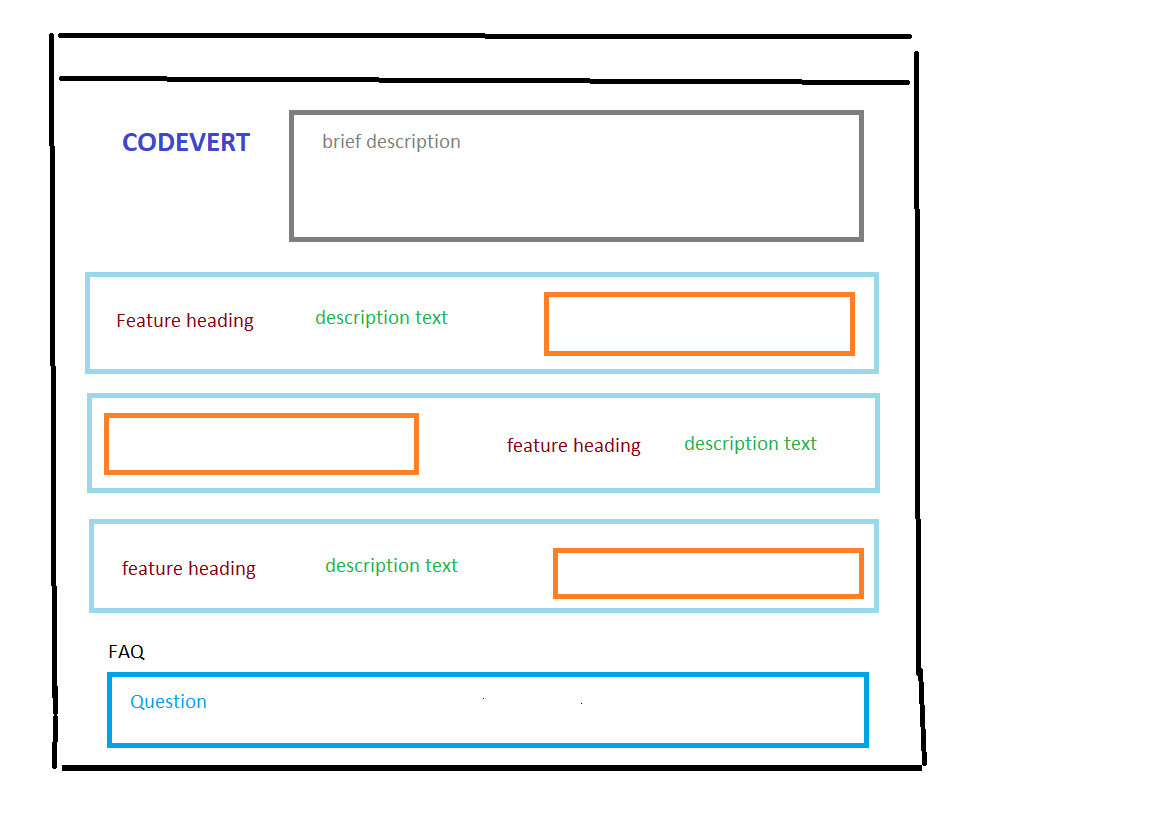 CODEVERT
brief description
Feature heading
description text
feature heading
description text
feature heading
description text
FAQ
Question